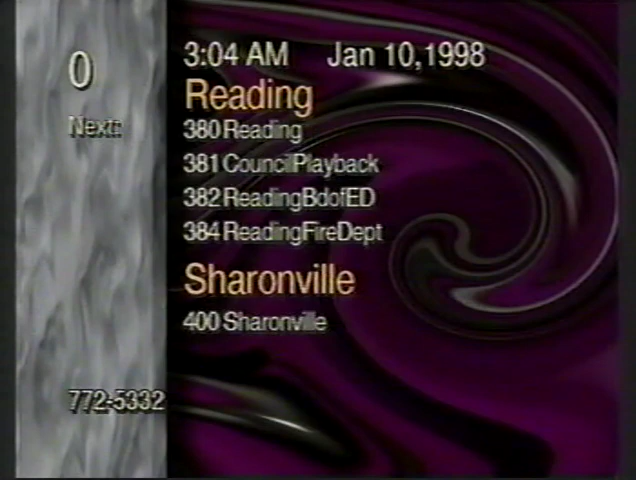 0
Next:
772-5332
3:04 AM Jan 10,1998
Reading
380 Reading
381 CouncilPlayback
382 ReadingBdofED
384 ReadingFireDept
Sharonville
400 Sharonville